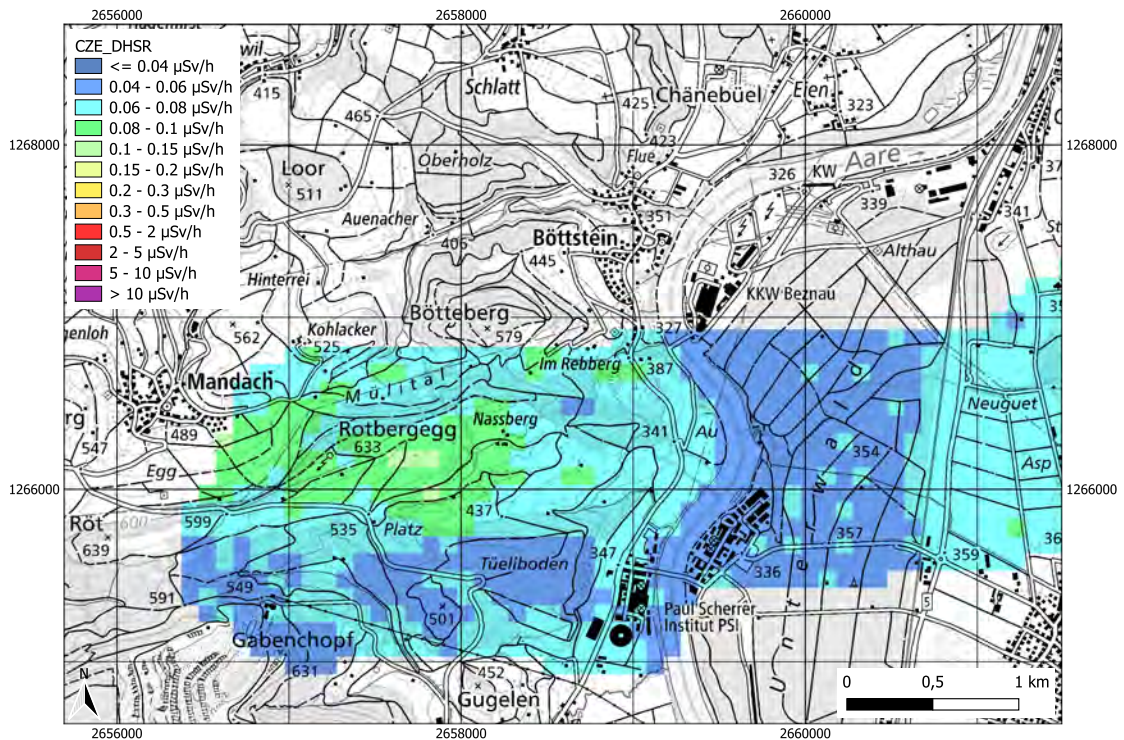 2656000
2658000
2660000
CZE_DHSR
<= 0.04 µSv/h
0.04 - 0.06 µSv/h
0.06 - 0.08 µSv/h
0.08 - 0.1 µSv/h
0.1 - 0.15 µSv/h
0.15 - 0.2 µSv/h
0.2 - 0.3 µSv/h
0.3 - 0.5 µSv/h
0.5 - 2 µSv/h
2 - 5 µSv/h
5 - 10 µSv/h
> 10 µSv/h
wil
415
Schlatt
465
425
Chänebüel
Eien
323
423
1268000
1268000
Flue
Oberholz
Loor
511
Aare
326
KW
339
351
341
Auenacher
406
Böttstein
445
Althau
Hinterrei
KKW Beznau
Bötteberg
579
327
enloh
562
Kohlacker
525
Im Rebberg
387
Mandach
Mülital
Neuguet
rg
489
Rotbergegg
633
Nassberg
341
Au
Unterwald
354
547
Egg
Asp
1266000
1266000
Röt
600
599
535
Platz
437
357
639
36
359
Tüeliboden
347
336
591
549
501
Paul Scherrer
Institut PSI
5
Gabenchopf
631
452
Gugelen
N
0
0,5
1 km
2656000
2658000
2660000